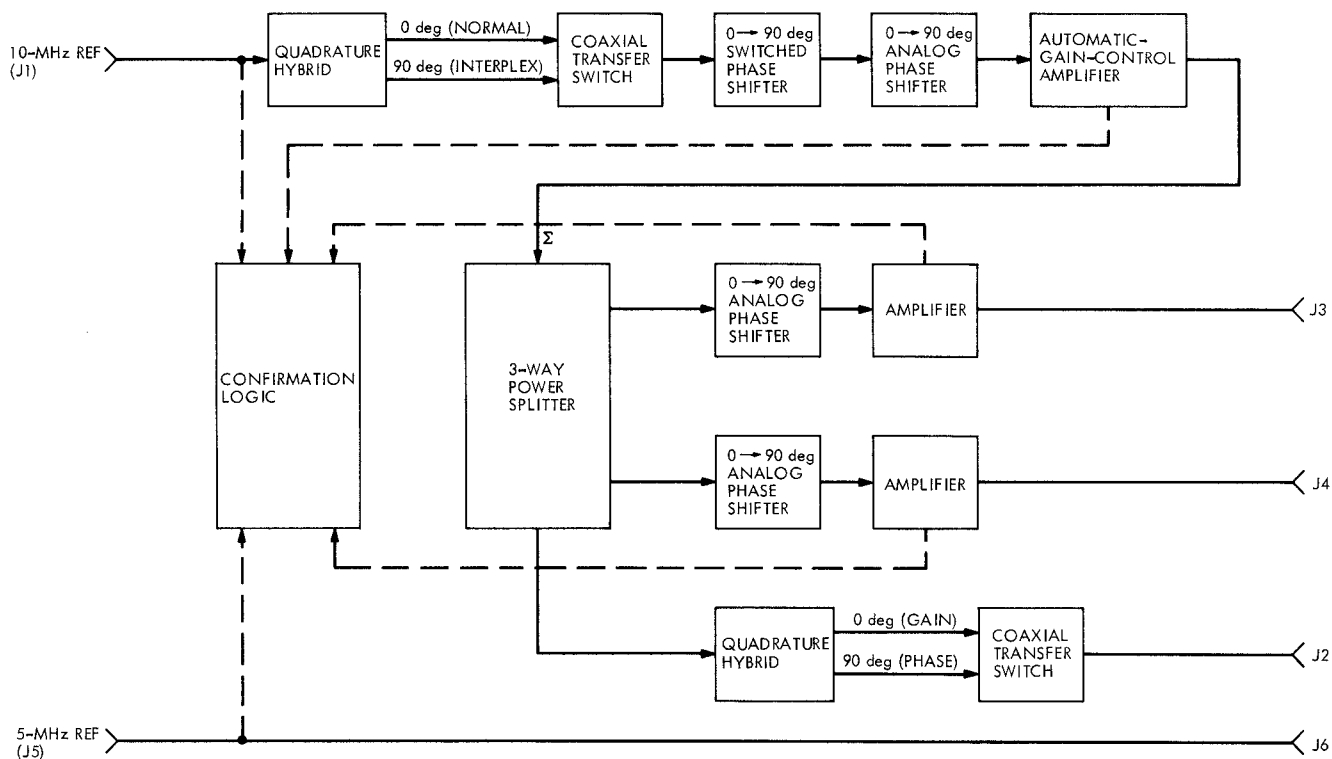 10-MHz REF
(J1)
QUADRATURE
HYBRID
0 deg (NORMAL)
90 deg (INTERPLEX)
COAXIAL
TRANSFER
SWITCH
0 → 90 deg
SWITCHED
PHASE
SHIFTER
0 → 90 deg
ANALOG
PHASE
SHIFTER
AUTOMATIC-
GAIN-CONTROL
AMPLIFIER
Σ
CONFIRMATION
LOGIC
3-WAY
POWER
SPLITTER
0 → 90 deg
ANALOG
PHASE
SHIFTER
AMPLIFIER
J3
0 → 90 deg
ANALOG
PHASE
SHIFTER
AMPLIFIER
J4
QUADRATURE
HYBRID
0 deg (GAIN)
90 deg (PHASE)
COAXIAL
TRANSFER
SWITCH
J2
5-MHz REF
(J5)
J6